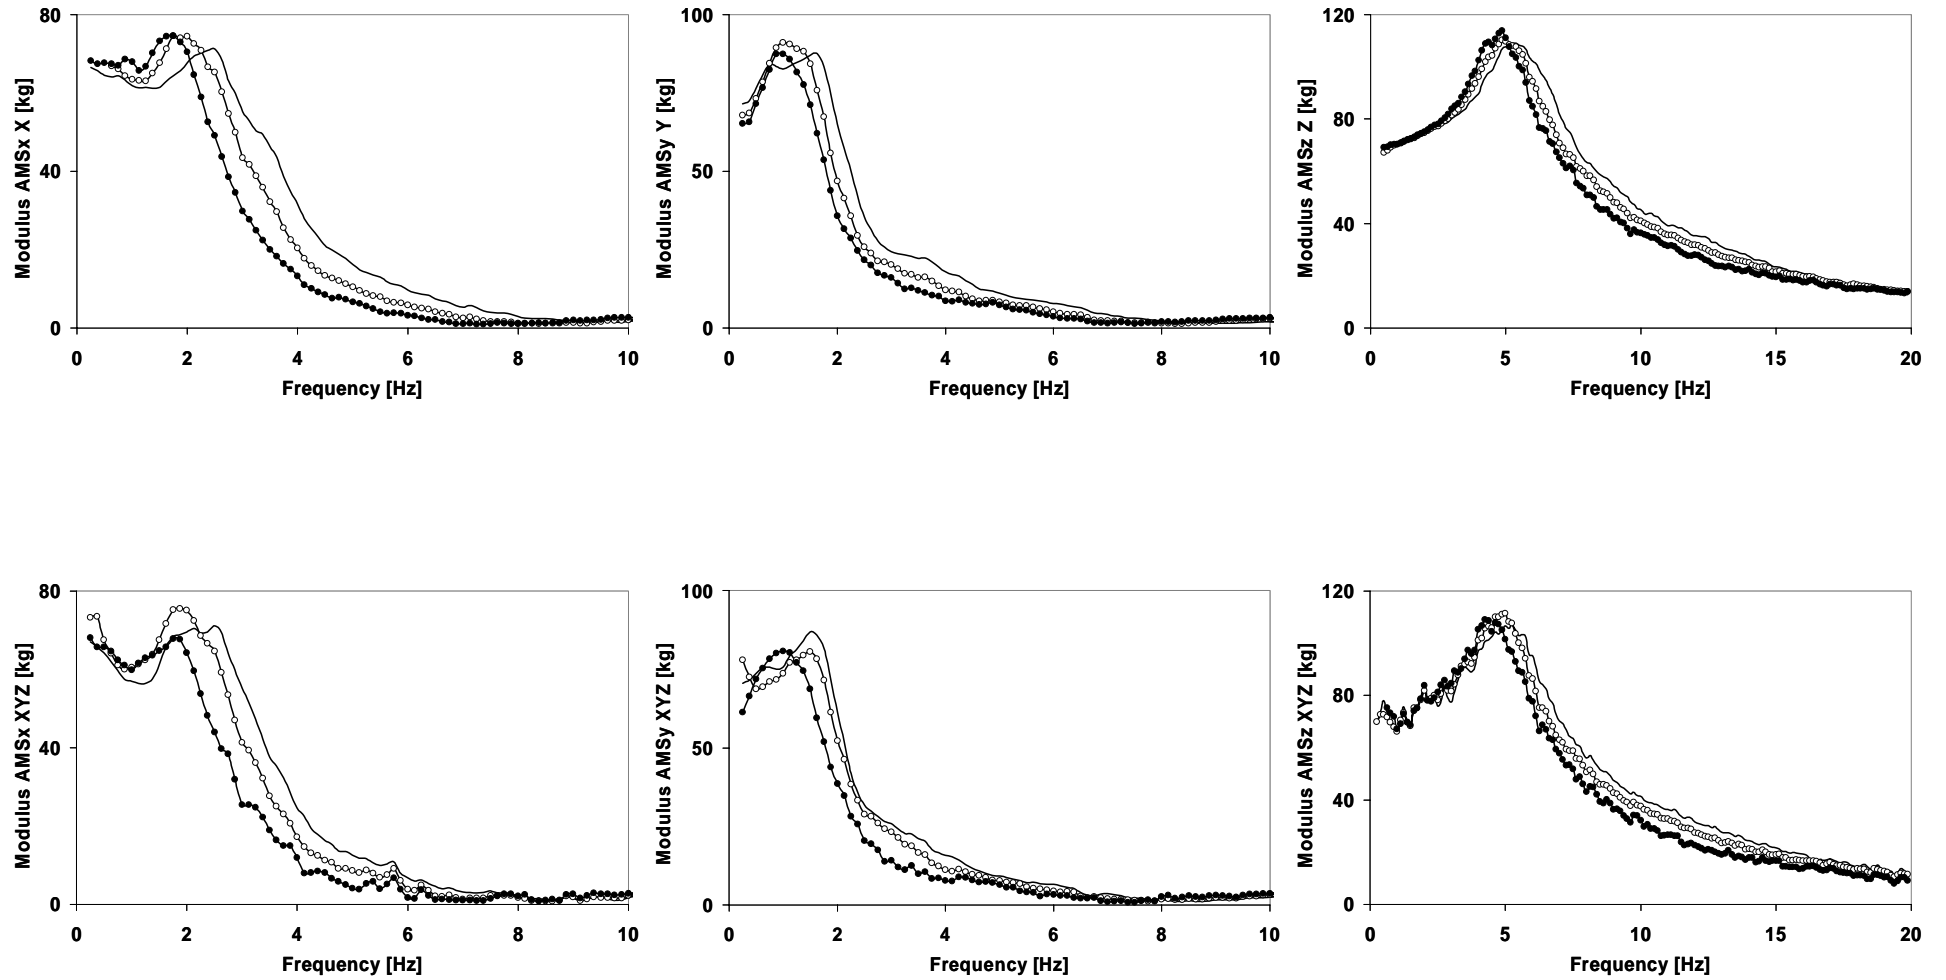 80
40
0
Modulus AMSx X [kg]
0 2 4 6 8 10
Frequency [Hz]
100
50
0
Modulus AMSy Y [kg]
0 2 4 6 8 10
Frequency [Hz]
120
80
40
0
Modulus AMSz Z [kg]
0 5 10 15 20
Frequency [Hz]
80
40
0
Modulus AMSx XYZ [kg]
0 2 4 6 8 10
Frequency [Hz]
100
50
0
Modulus AMSy XYZ [kg]
0 2 4 6 8 10
Frequency [Hz]
120
80
40
0
Modulus AMSz XYZ [kg]
0 5 10 15 20
Frequency [Hz]